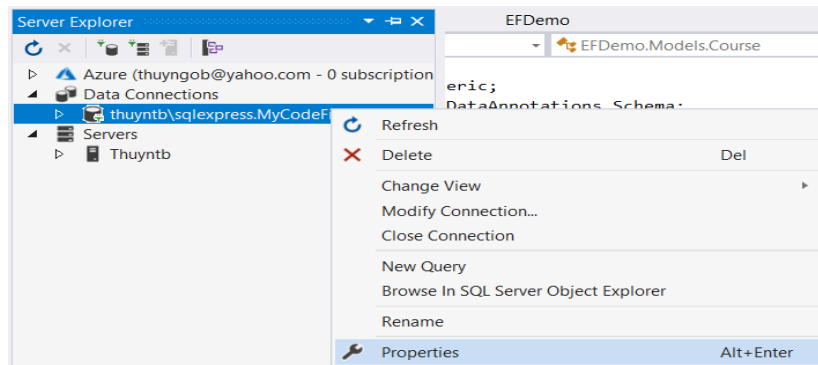 Server Explorer
EFDemo
EFDemo.Models.Course
Azure (thuyngob@yahoo.com - 0 subscription
eric;
Data Connections
DataAnnotations.Schema;
thuyntb\sqlexpress.MyCodeFi
Refresh
Servers
Thuyntb
Delete Del
Change View
Modify Connection...
Close Connection
New Query
Browse In SQL Server Object Explorer
Rename
Properties Alt+Enter